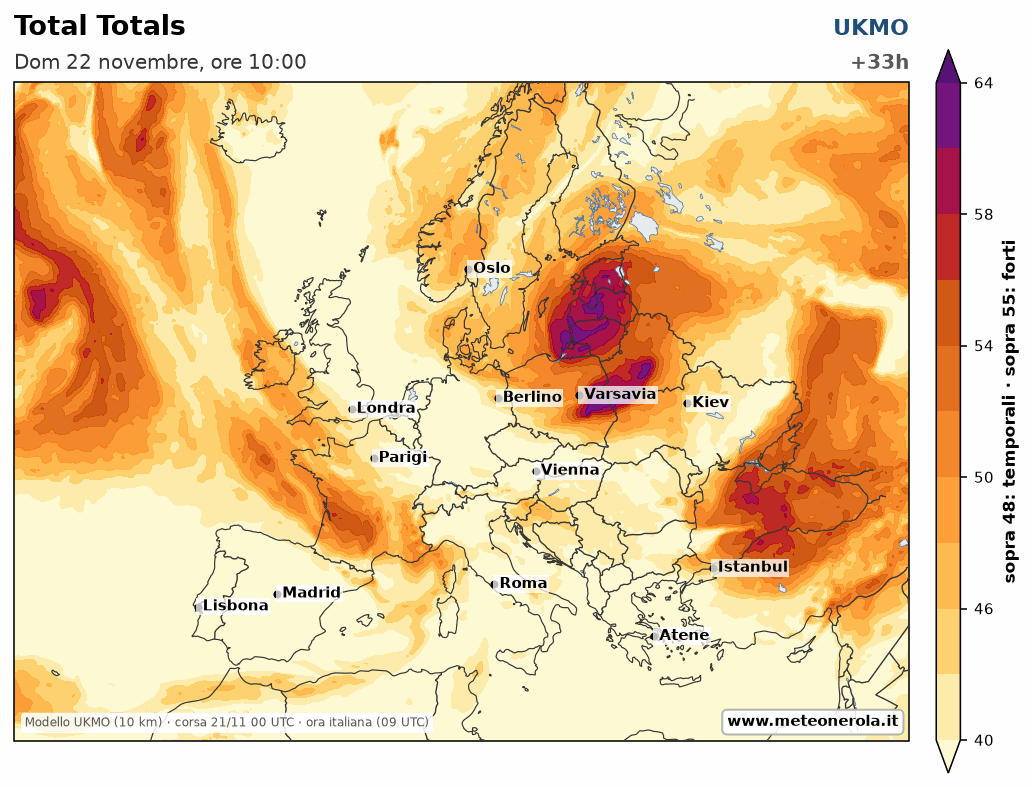 Total Totals
UKMO
Dom 22 novembre, ore 10:00
+33h
64
58
54
50
46
40
sopra 48: temporali · sopra 55: forti
Oslo
Berlino
Varsavia
Kiev
Londra
Parigi
Vienna
Istanbul
Roma
Madrid
Lisbona
Atene
Modello UKMO (10 km) · corsa 21/11 00 UTC · ora italiana (09 UTC)
www.meteonerola.it